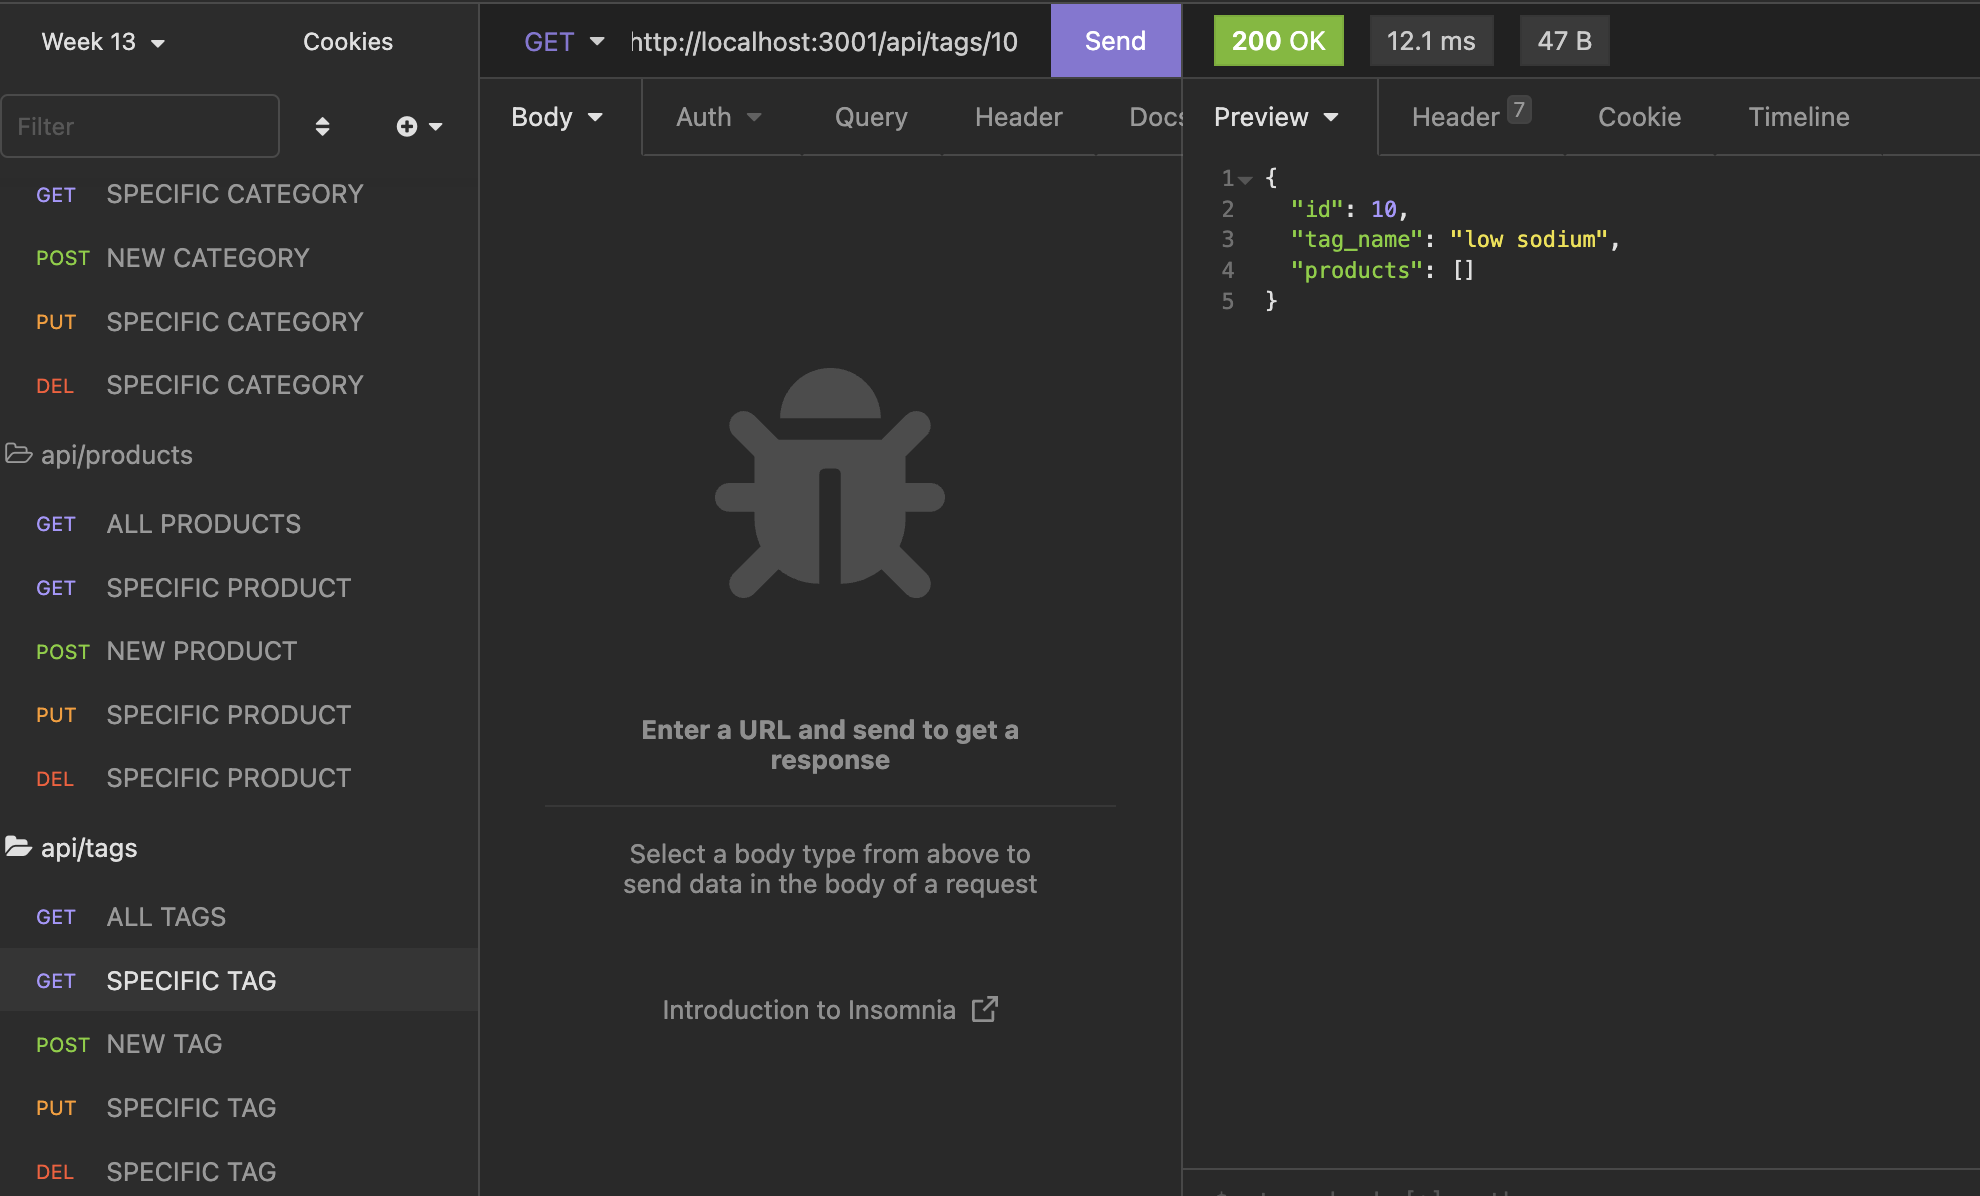 Week 13
Cookies
Filter
GET SPECIFIC CATEGORY
POST NEW CATEGORY
PUT SPECIFIC CATEGORY
DEL SPECIFIC CATEGORY
api/products
GET ALL PRODUCTS
GET SPECIFIC PRODUCT
POST NEW PRODUCT
PUT SPECIFIC PRODUCT
DEL SPECIFIC PRODUCT
api/tags
GET ALL TAGS
GET SPECIFIC TAG
POST NEW TAG
PUT SPECIFIC TAG
DEL SPECIFIC TAG
GET http://localhost:3001/api/tags/10 Send
Body Auth Query Header Docs
Enter a URL and send to get a
response
Select a body type from above to
send data in the body of a request
Introduction to Insomnia
200 OK 12.1 ms 47 B
Preview Header 7 Cookie Timeline
1 {
2 "id": 10,
3 "tag_name": "low sodium",
4 "products": []
5 }